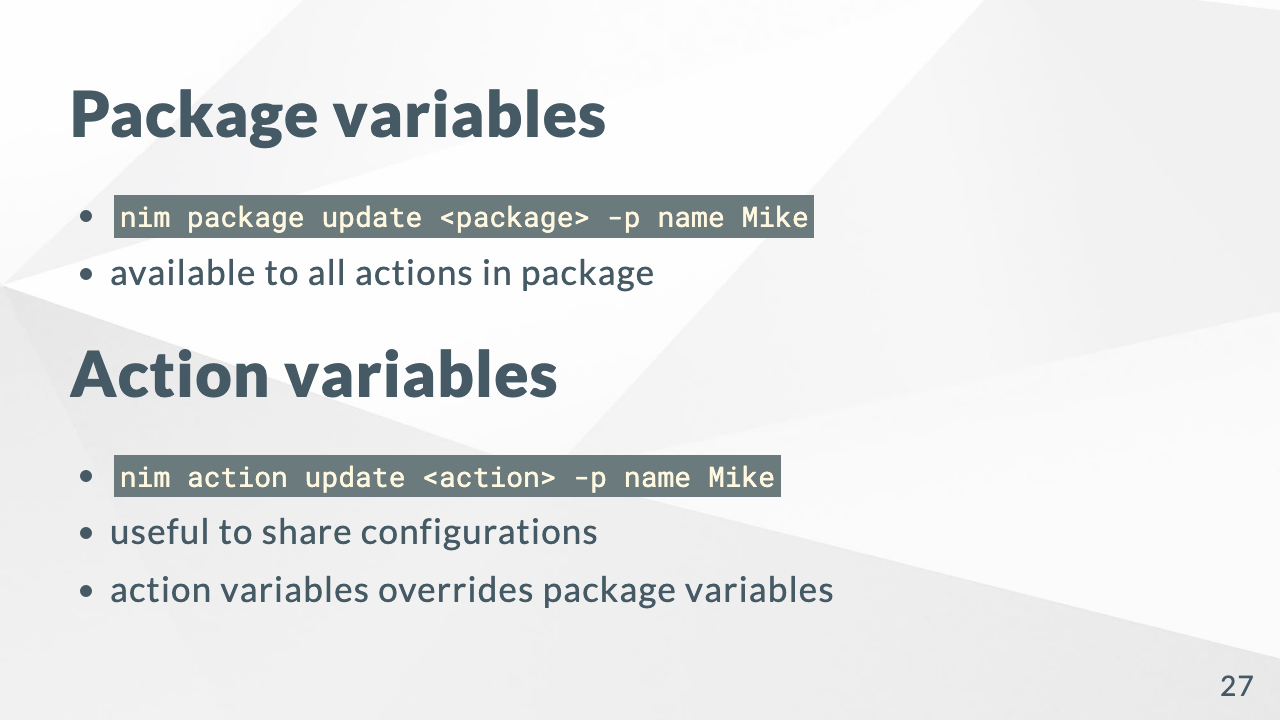 Package variables
nim package update <package> -p name Mike
available to all actions in package
Action variables
nim action update <action> -p name Mike
useful to share configurations
action variables overrides package variables
27